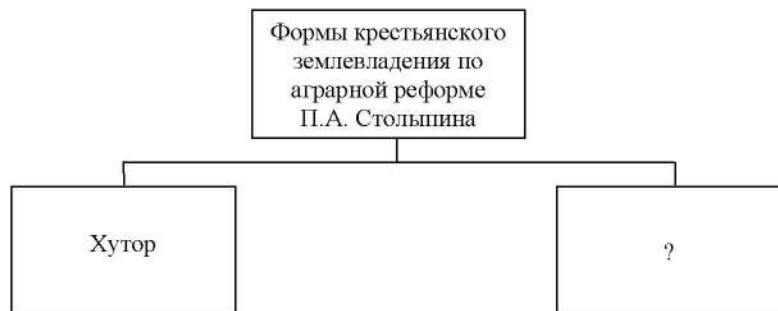 Формы крестьянского
землевладения по
аграрной реформе
П.А. Столыпина
Хутор
?